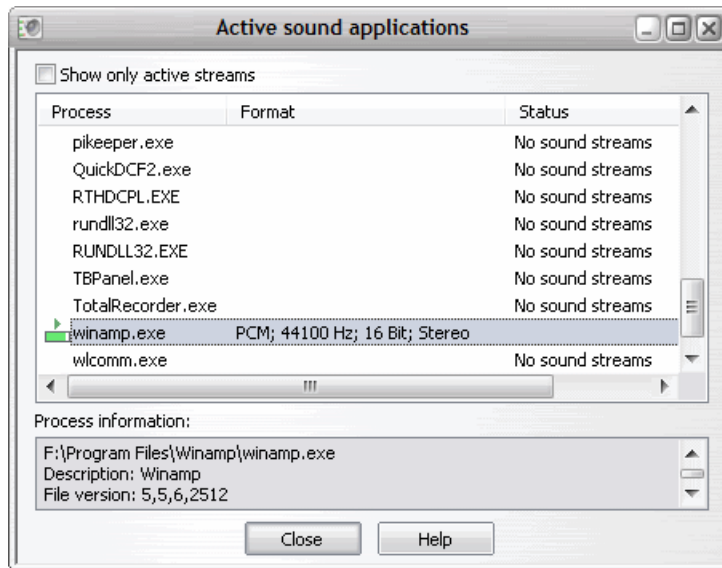 Active sound applications
Show only active streams
Process Format Status
pikeeper.exe No sound streams
QuickDCF2.exe No sound streams
RTHDCPL.EXE No sound streams
rundll32.exe No sound streams
RUNDLL32.EXE No sound streams
TBPanel.exe No sound streams
TotalRecorder.exe No sound streams
winamp.exe PCM; 44100 Hz; 16 Bit; Stereo
wlcomm.exe No sound streams
Process information:
F:\Program Files\Winamp\winamp.exe
Description: Winamp
File version: 5,5,6,2512
Close Help